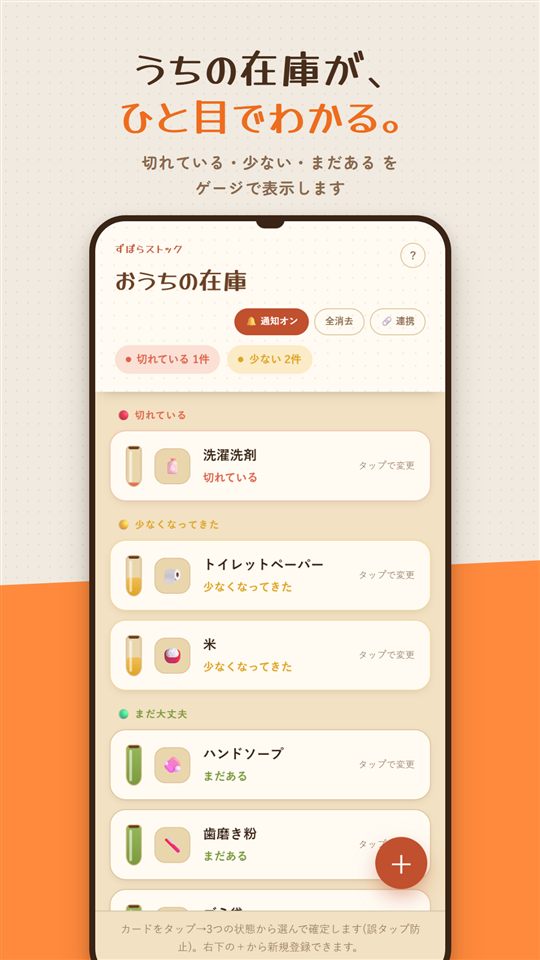 うちの在庫が、
ひと目でわかる。
切れている・少ない・まだある を
ゲージで表示します
ずぼらストック
?
おうちの在庫
通知オン
全消去
連携
切れている 1件
少ない 2件
切れている
洗濯洗剤
切れている
タップで変更
少なくなってきた
トイレットペーパー
少なくなってきた
タップで変更
米
少なくなってきた
タップで変更
まだ大丈夫
ハンドソープ
まだある
タップで変更
歯磨き粉
まだある
タップ
+
カードをタップ→3つの状態から選んで確定します(誤タップ防
止)。右下の+から新規登録できます。